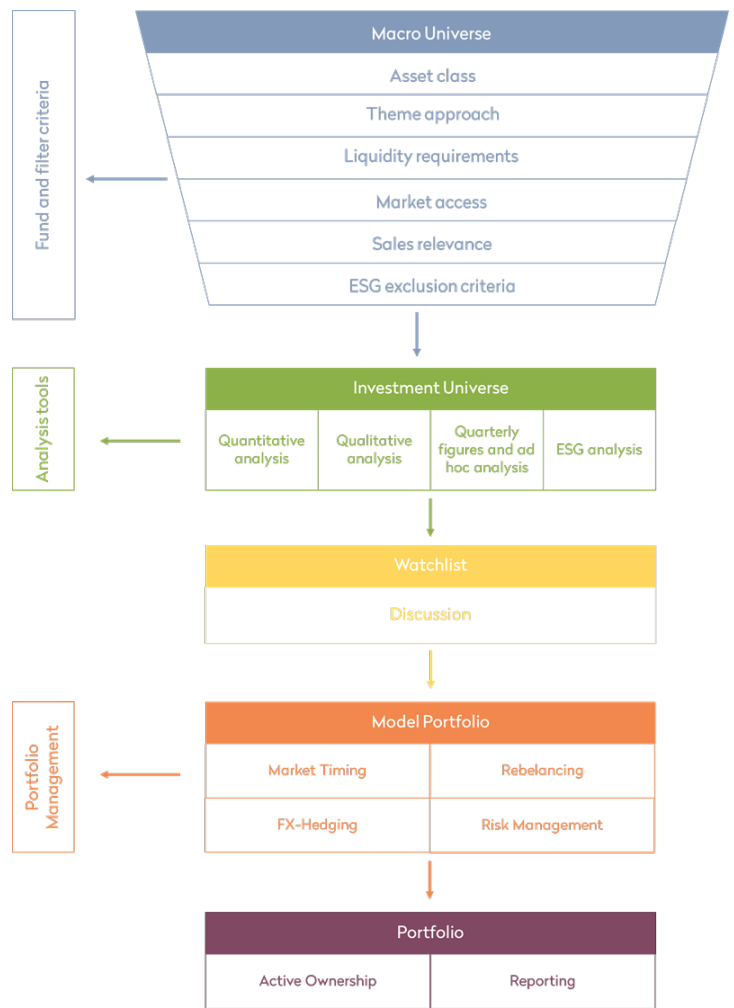 Fund and filter criteria
Macro Universe
Asset class
Theme approach
Liquidity requirements
Market access
Sales relevance
ESG exclusion criteria
Analysis tools
Investment Universe
Quantitative
analysis
Qualitative
analysis
Quarterly
figures and ad
hoc analysis
ESG analysis
Watchlist
Discussion
Portfolio
Management
Model Portfolio
Market Timing
Rebalancing
FX-Hedging
Risk Management
Portfolio
Active Ownership
Reporting